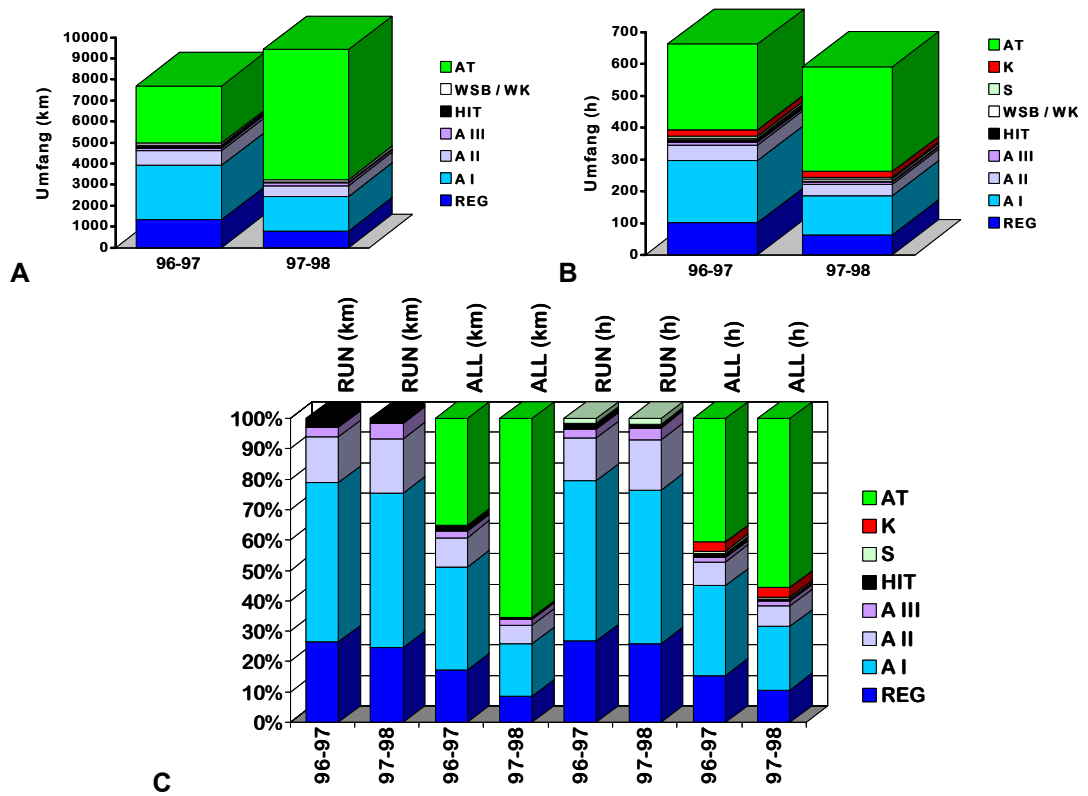 Umfang (km)
10000
9000
8000
7000
6000
5000
4000
3000
2000
1000
0
96-97
97-98
AT
WSB / WK
HIT
A III
A II
A I
REG
A
Umfang (h)
700
600
500
400
300
200
100
0
96-97
97-98
AT
K
S
WSB / WK
HIT
A III
A II
A I
REG
B
RUN (km)
RUN (km)
ALL (km)
ALL (km)
RUN (h)
RUN (h)
ALL (h)
ALL (h)
100%
90%
80%
70%
60%
50%
40%
30%
20%
10%
0%
96-97
97-98
96-97
97-98
96-97
97-98
96-97
97-98
AT
K
S
HIT
A III
A II
A I
REG
C